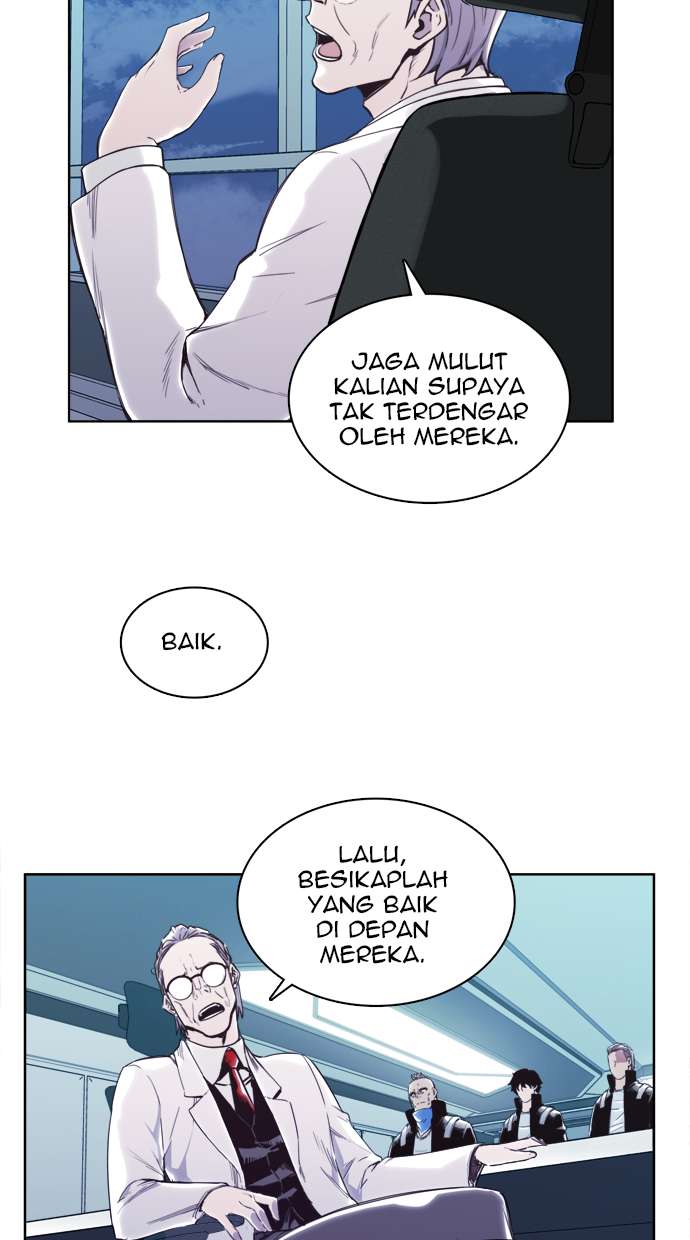 JAGA MULUT
KALIAN SUPAYA
TAK TERDENGAR
OLEH MEREKA.
BAIK.
LALU,
BESIKAPLAH
YANG BAIK
DI DEPAN
MEREKA.